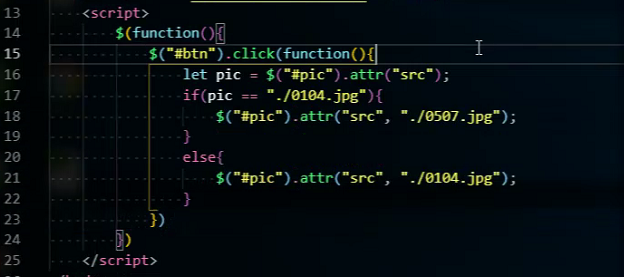 13 <script>
14 $(function(){
15 $("#btn").click(function(){
16 let pic = $("#pic").attr("src");
17 if(pic == "./0104.jpg"){
18 $("#pic").attr("src", "./0507.jpg");
19 }
20 else{
21 $("#pic").attr("src", "./0104.jpg");
22 }
23 })
24 })
25 </script>